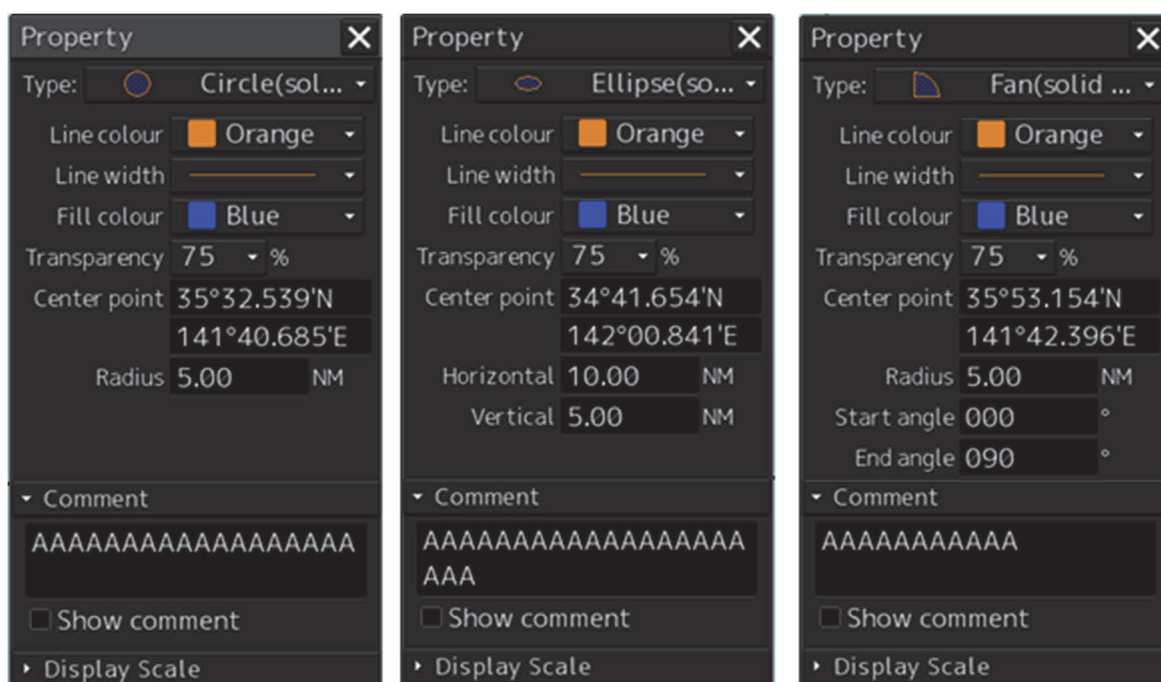 Property
Type: Circle(sol...
Line colour Orange
Line width
Fill colour Blue
Transparency 75 %
Center point 35°32.539'N
141°40.685'E
Radius 5.00 NM
Comment
AAAAAAAAAAAAAAAAAA
Show comment
Display Scale
Property
Type: Ellipse(so...
Line colour Orange
Line width
Fill colour Blue
Transparency 75 %
Center point 34°41.654'N
142°00.841'E
Horizontal 10.00 NM
Vertical 5.00 NM
Comment
AAAAAAAAAAAAAAAAAA
AAA
Show comment
Display Scale
Property
Type: Fan(solid ...
Line colour Orange
Line width
Fill colour Blue
Transparency 75 %
Center point 35°53.154'N
141°42.396'E
Radius 5.00 NM
Start angle 000 °
End angle 090 °
Comment
AAAAAAAAAAA
Show comment
Display Scale